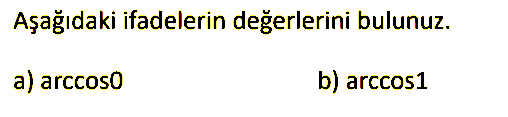 Aşağıdaki ifadelerin değerlerini bulunuz.
a) arccos0 b) arccos1